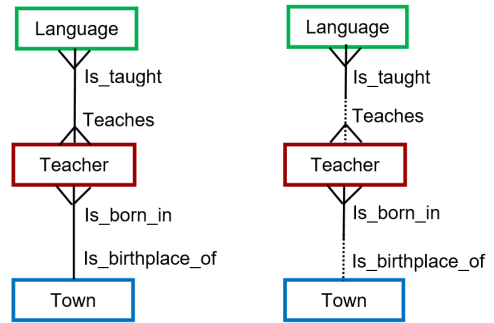 Language
Is_taught
Teaches
Teacher
Is_born_in
Is_birthplace_of
Town
Language
Is_taught
Teaches
Teacher
Is_born_in
Is_birthplace_of
Town